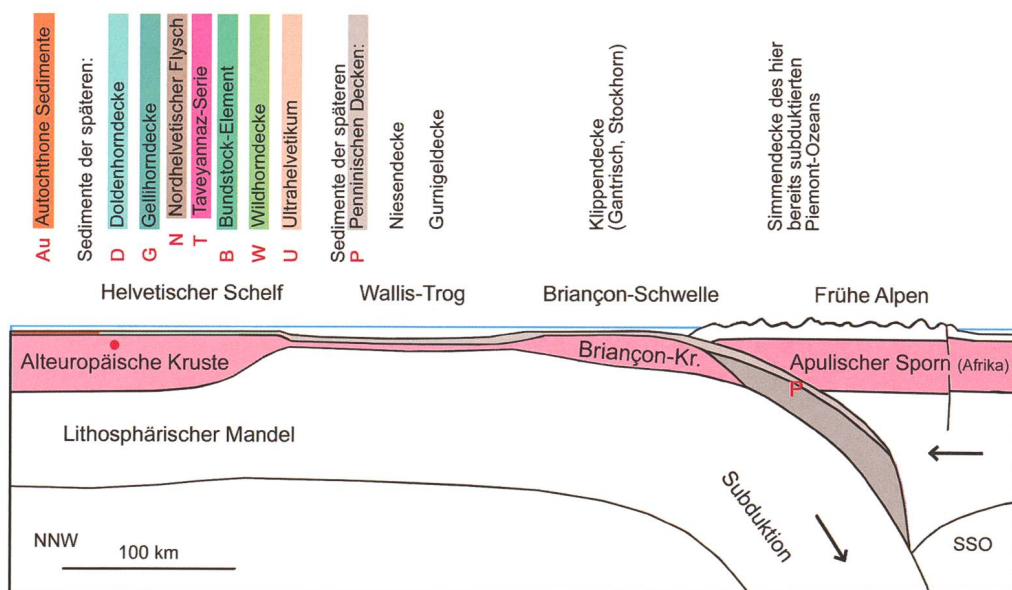 Au Autochthone Sedimente
Sedimente der späteren:
D Doldenhorndecke
G Gellihorndecke
N Nordhelvetischer Flysch
T Taveyannaz-Serie
B Bundstock-Element
W Wildhorndecke
U Ultrahelvetikum
Sedimente der späteren
P Penninischen Decken:
Niesendecke
Gurnigeldecke
Klippendecke
(Gantrisch, Stockhorn)
Simmendecke des hier
bereits subduktierten
Piemont-Ozeans
Helvetischer Schelf
Wallis-Trog
Briançon-Schwelle
Frühe Alpen
Alteuropäische Kruste
Briançon-Kr.
Apulischer Sporn (Afrika)
P
Lithosphärischer Mandel
Subduktion
NNW
100 km
SSO